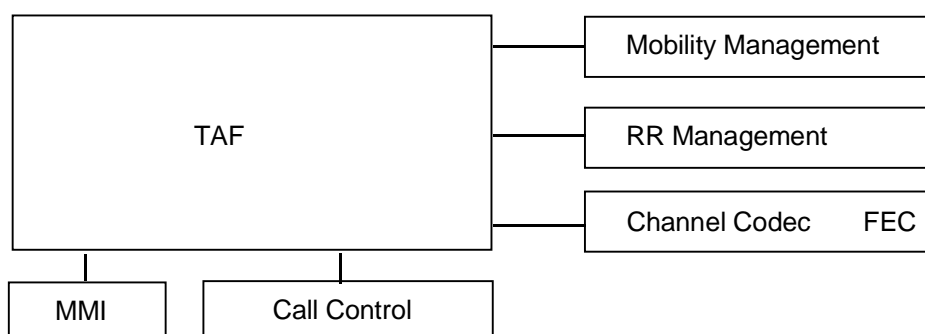 Mobility Management
TAF
RR Management
Channel Codec FEC
MMI
Call Control